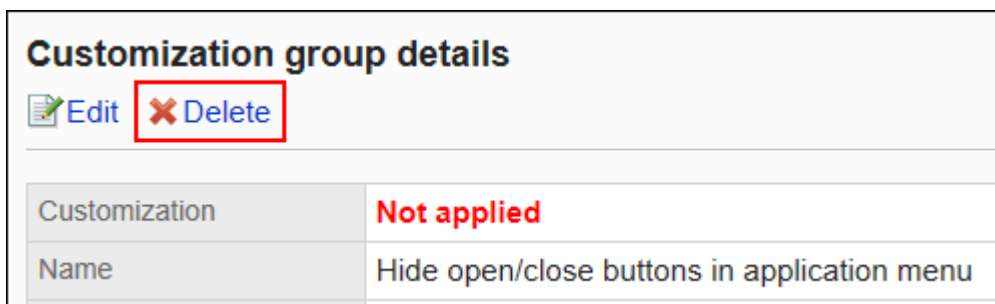 Customization group details
Edit Delete
Customization Not applied
Name Hide open/close buttons in application menu